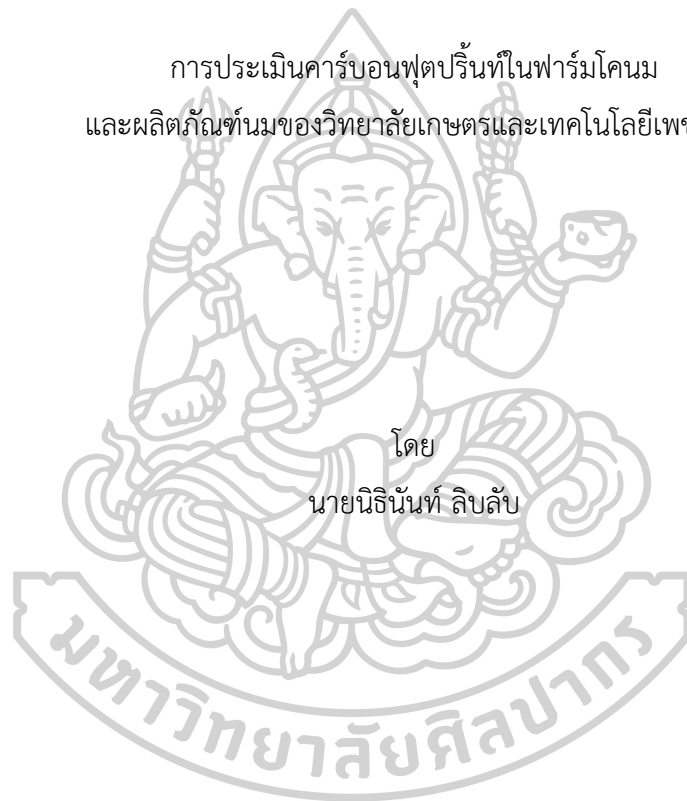 การประเมินคาร์บอนฟุตปริ้นท์ในฟาร์มโคนม
และผลิตภัณฑ์นมของวิทยาลัยเกษตรและเทคโนโลยี
โดย
นายนิธินันท์ ลิบลับ
มหาวิทยาลัยศิลปากร